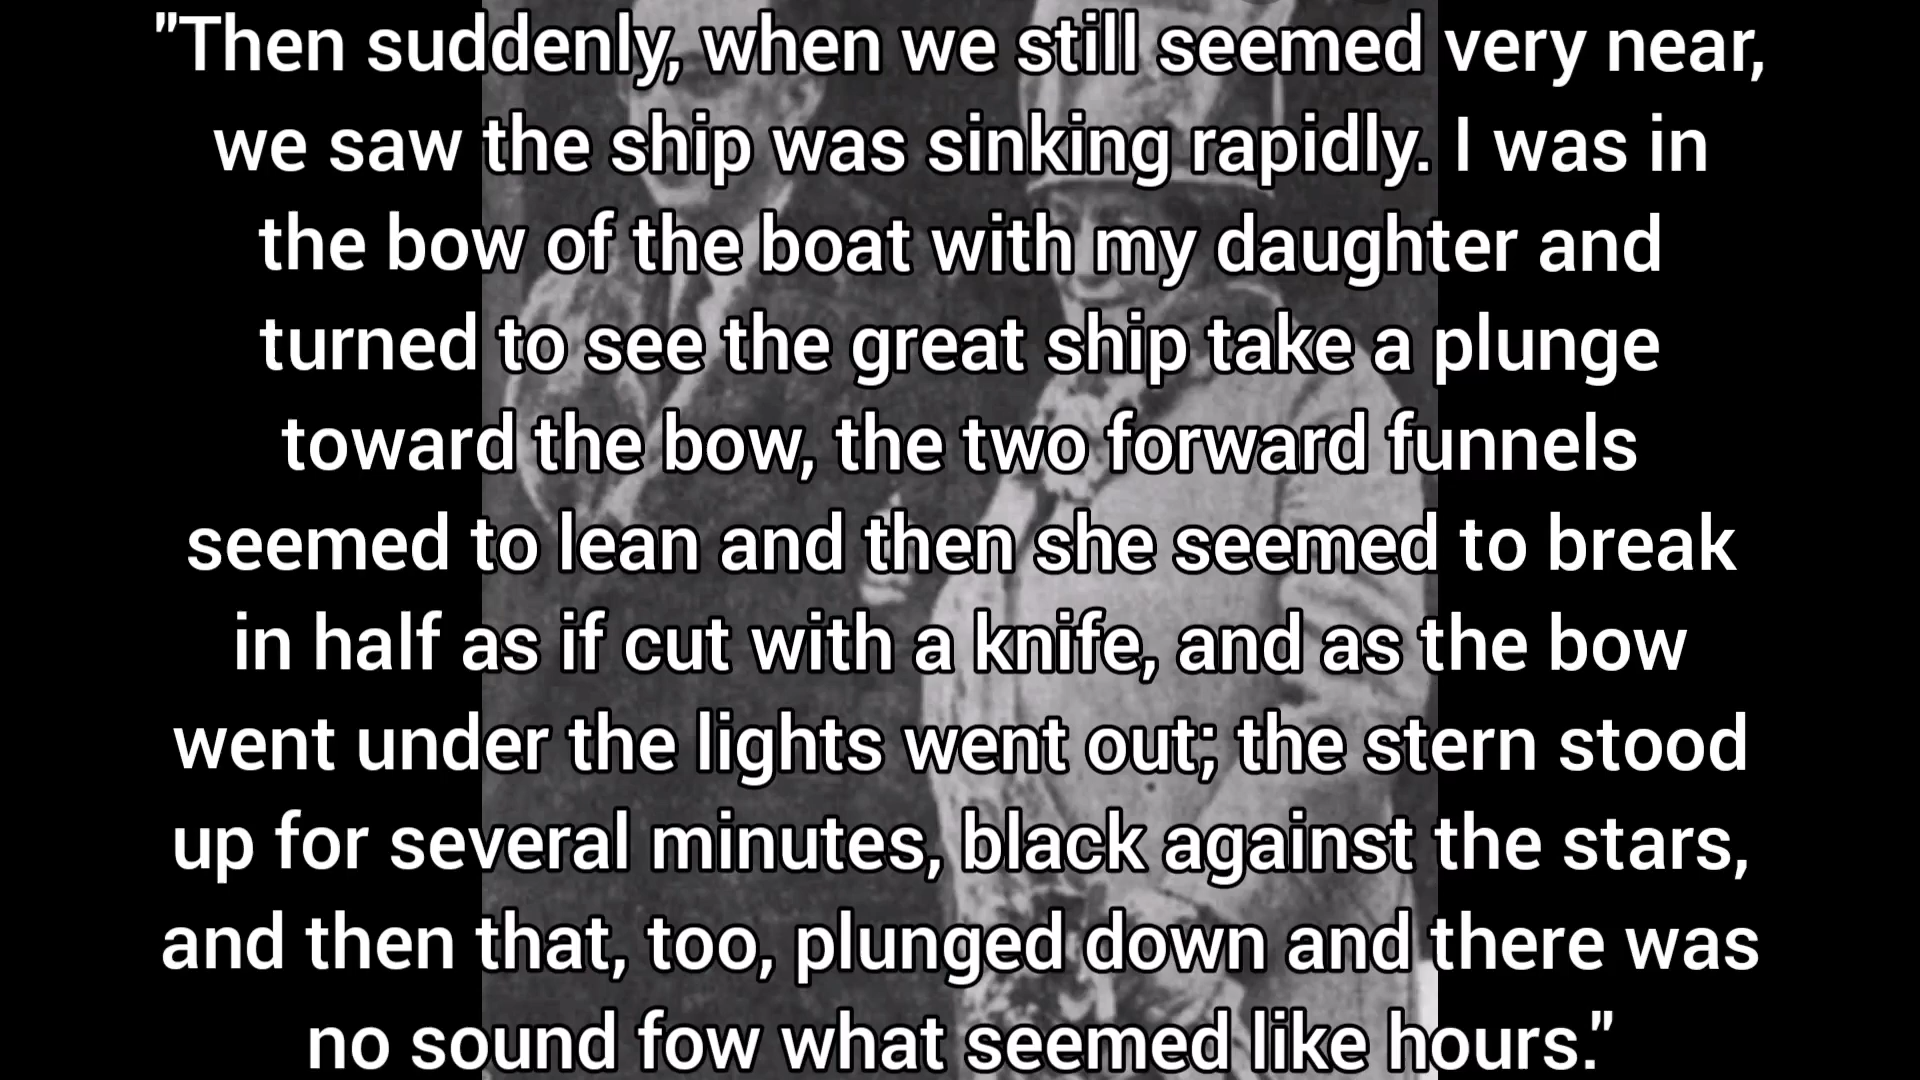 "Then suddenly, when we still seemed very near,
we saw the ship was sinking rapidly. I was in
the bow of the boat with my daughter and
turned to see the great ship take a plunge
toward the bow, the two forward funnels
seemed to lean and then she seemed to break
in half as if cut with a knife, and as the bow
went under the lights went out; the stern stood
up for several minutes, black against the stars,
and then that, too, plunged down and there was
no sound fow what seemed like hours."